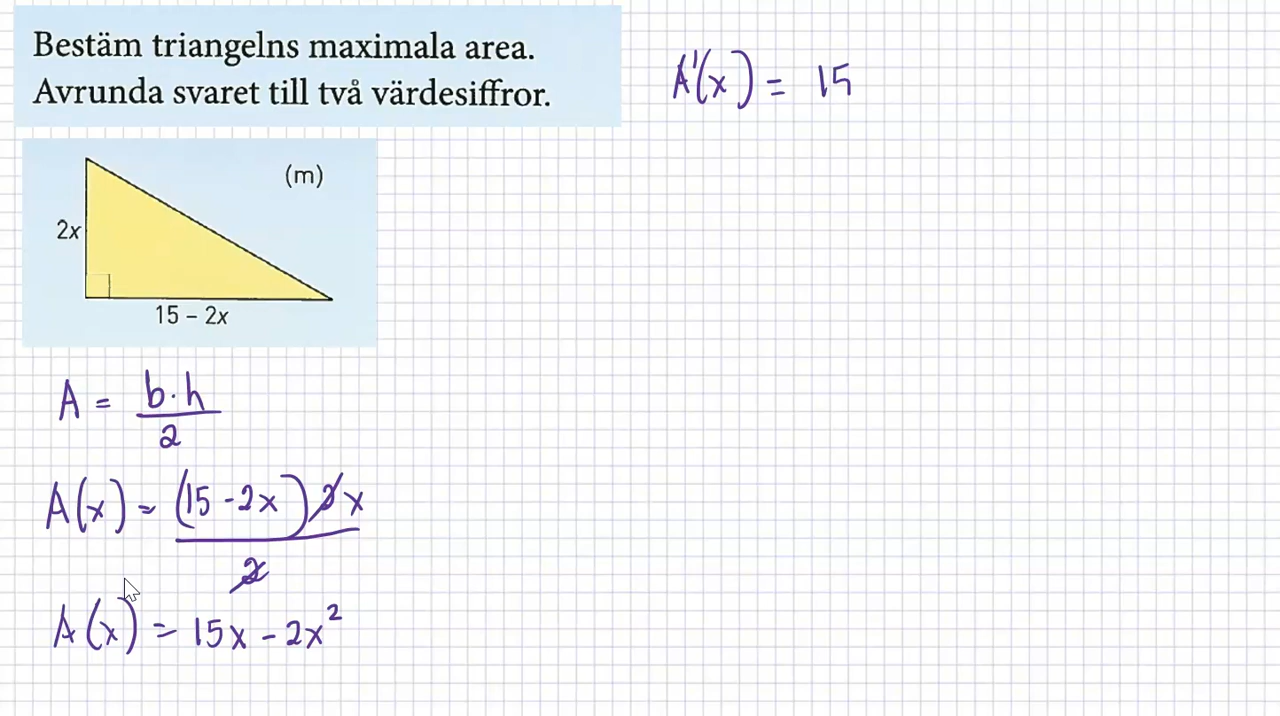 Bestäm triangelns maximala area.
Avrunda svaret till två värdesiffror.
(m)
2x
15 – 2x
A = b·h / 2
A(x) = (15 - 2x) 2x / 2
A(x) = 15x - 2x²
A'(x) = 15